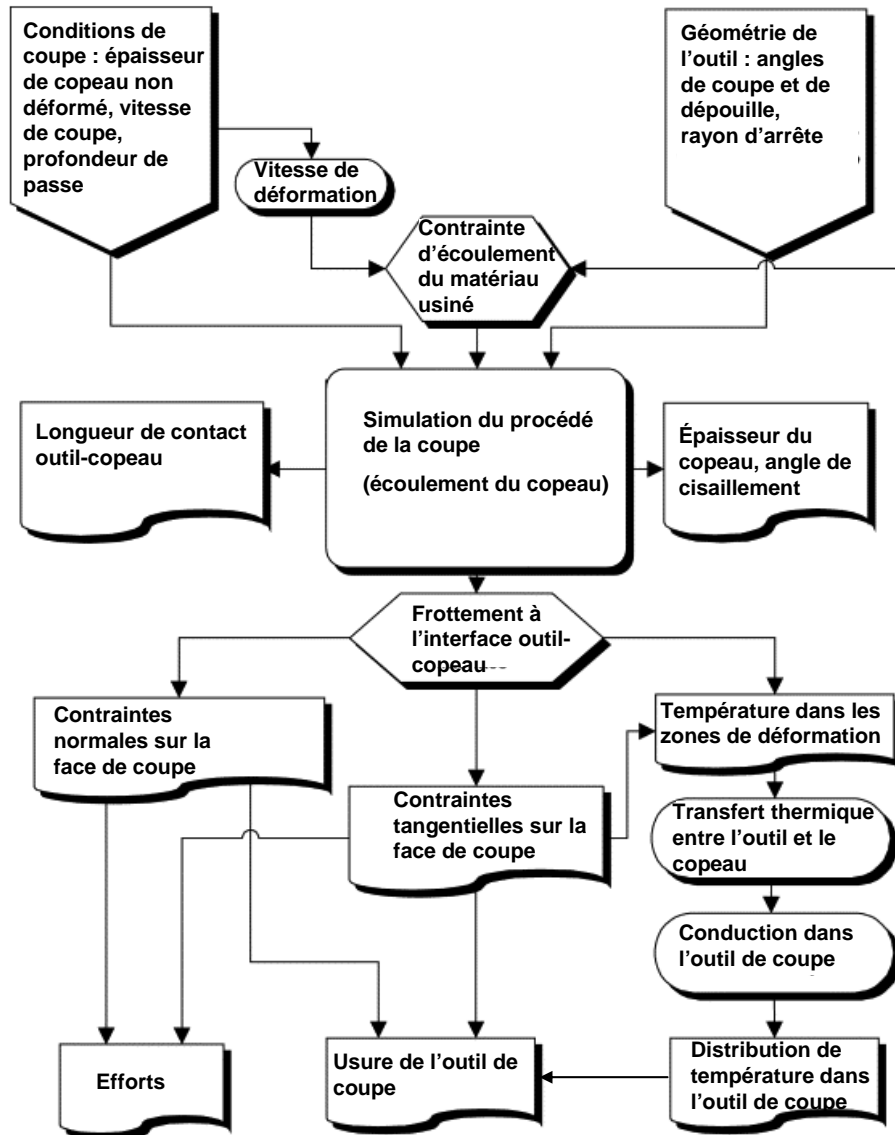 Conditions de
coupe : épaisseur
de copeau non
déformé, vitesse
de coupe,
profondeur de
passe
Géométrie de
l'outil : angles
de coupe et de
dépouille,
rayon d'arrête
Vitesse de
déformation
Contrainte
d'écoulement
du matériau
usiné
Simulation du procédé
de la coupe
(écoulement du copeau)
Longueur de contact
outil-copeau
Épaisseur du
copeau, angle de
cisaillement
Frottement à
l'interface outil-
copeau
Contraintes
normales sur la
face de coupe
Température dans les
zones de déformation
Contraintes
tangentielles sur la
face de coupe
Transfert thermique
entre l'outil et le
copeau
Conduction dans
l'outil de coupe
Efforts
Usure de l'outil de
coupe
Distribution de
température dans
l'outil de coupe